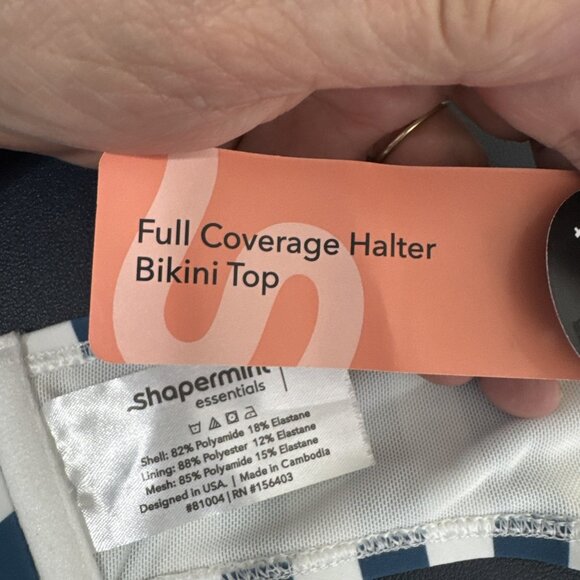 Full Coverage Halter
Bikini Top
Shapermint
essentials
Shell: 82% Polyamide 18% Elastane
Lining: 88% Polyester 12% Elastane
Mesh: 85% Polyamide 15% Elastane
Designed in USA. | Made in Cambodia
#81004 | RN #156403